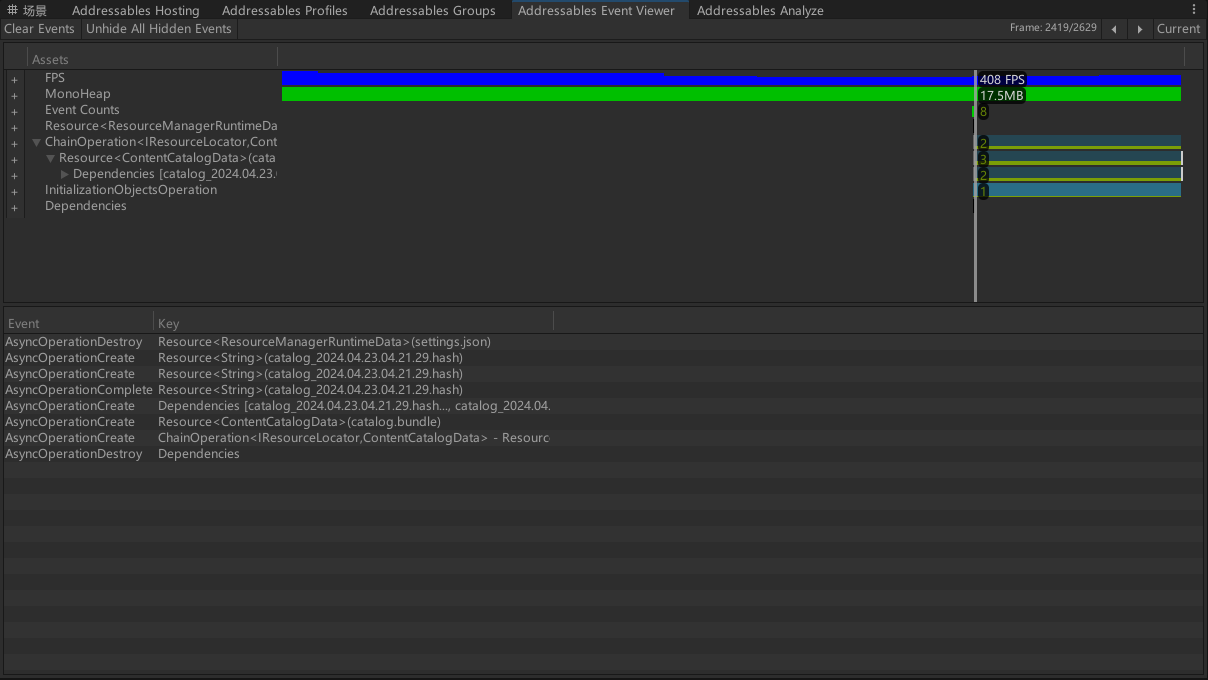 场景 Addressables Hosting Addressables Profiles Addressables Groups Addressables Event Viewer Addressables Analyze
Clear Events Unhide All Hidden Events Frame: 2419/2629 Current
Assets
+ FPS 408 FPS
+ MonoHeap 17.5MB
+ Event Counts 8
+ Resource<ResourceManagerRuntimeDa
+ ChainOperation<IResourceLocator,Cont 2
+ Resource<ContentCatalogData>(cata 3
+ Dependencies [catalog_2024.04.23. 2
+ InitializationObjectsOperation 1
+ Dependencies
Event Key
AsyncOperationDestroy Resource<ResourceManagerRuntimeData>(settings.json)
AsyncOperationCreate Resource<String>(catalog_2024.04.23.04.21.29.hash)
AsyncOperationCreate Resource<String>(catalog_2024.04.23.04.21.29.hash)
AsyncOperationComplete Resource<String>(catalog_2024.04.23.04.21.29.hash)
AsyncOperationCreate Dependencies [catalog_2024.04.23.04.21.29.hash..., catalog_2024.04.
AsyncOperationCreate Resource<ContentCatalogData>(catalog.bundle)
AsyncOperationCreate ChainOperation<IResourceLocator,ContentCatalogData> - Resourc
AsyncOperationDestroy Dependencies